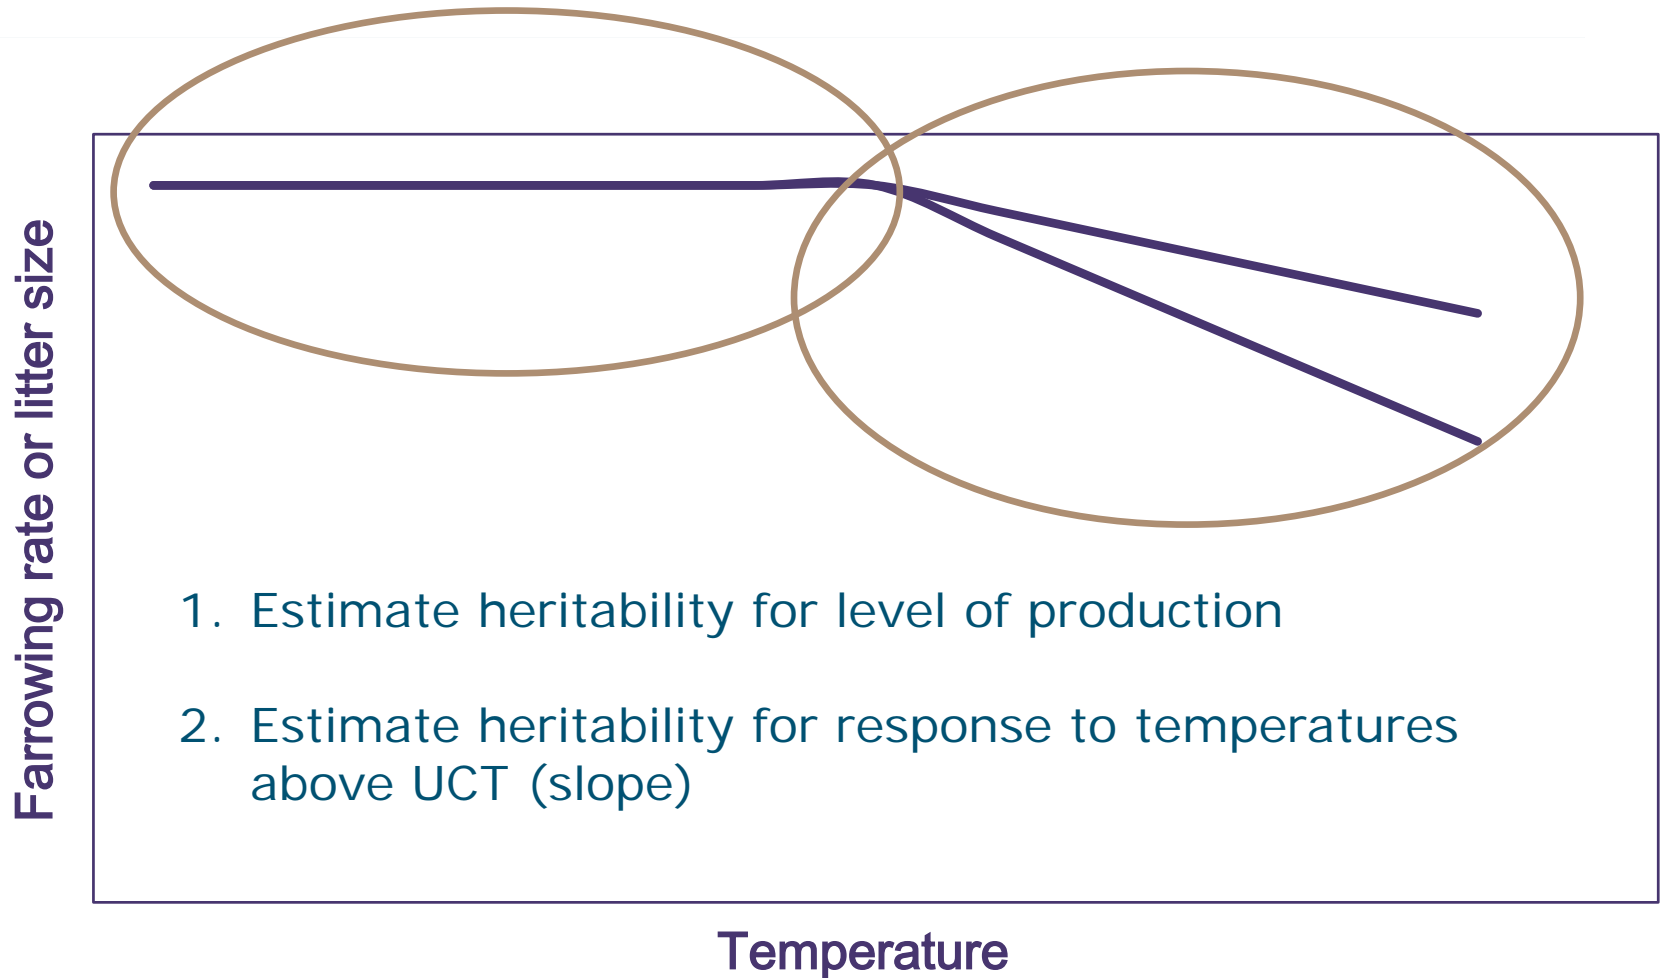 Farrowing rate or litter size
1. Estimate heritability for level of production
2. Estimate heritability for response to temperatures
above UCT (slope)
Temperature